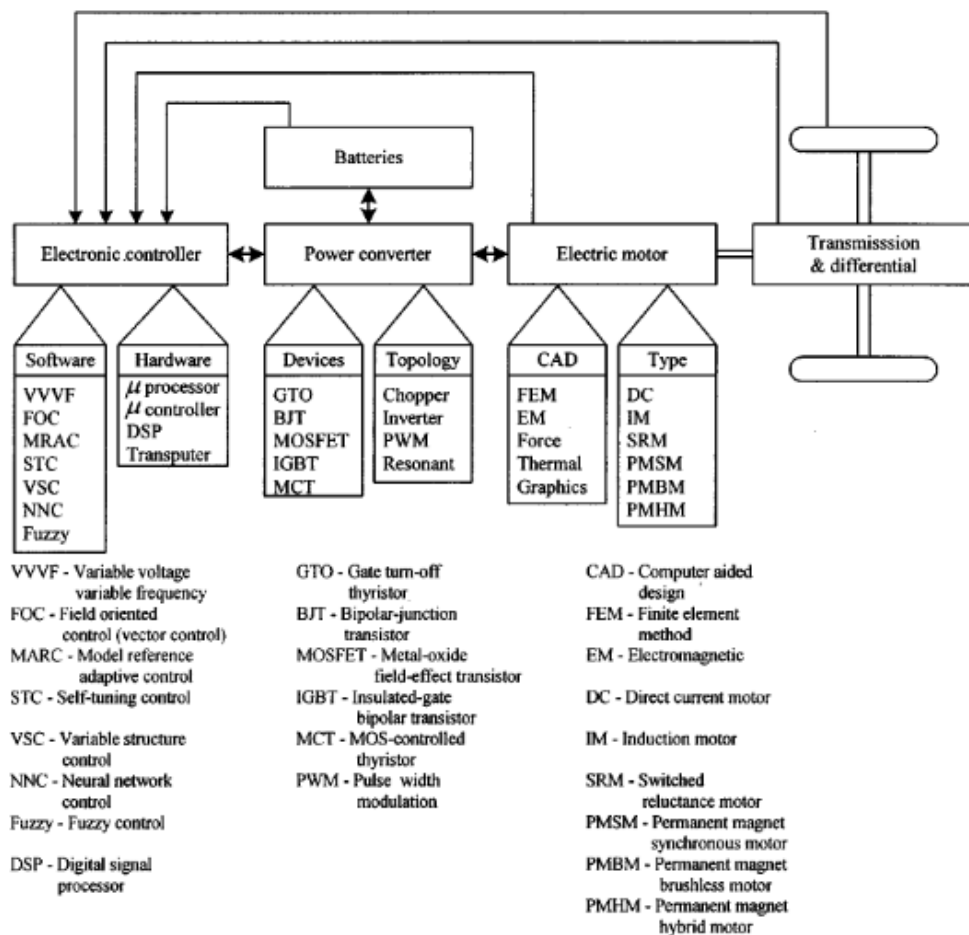 Batteries
Electronic controller
Power converter
Electric motor
Transmisssion
& differential
Software
VVVF
FOC
MRAC
STC
VSC
NNC
Fuzzy
Hardware
μ processor
μ controller
DSP
Transputer
Devices
GTO
BJT
MOSFET
IGBT
MCT
Topology
Chopper
Inverter
PWM
Resonant
CAD
FEM
EM
Force
Thermal
Graphics
Type
DC
IM
SRM
PMSM
PMBM
PMHM
VVVF - Variable voltage
variable frequency
FOC - Field oriented
control (vector control)
MARC - Model reference
adaptive control
STC - Self-tuning control
VSC - Variable structure
control
NNC - Neural network
control
Fuzzy - Fuzzy control
DSP - Digital signal
processor
GTO - Gate turn-off
thyristor
BJT - Bipolar-junction
transistor
MOSFET - Metal-oxide
field-effect transistor
IGBT - Insulated-gate
bipolar transistor
MCT - MOS-controlled
thyristor
PWM - Pulse width
modulation
CAD - Computer aided
design
FEM - Finite element
method
EM - Electromagnetic
DC - Direct current motor
IM - Induction motor
SRM - Switched
reluctance motor
PMSM - Permanent magnet
synchronous motor
PMBM - Permanent magnet
brushless motor
PMHM - Permanent magnet
hybrid motor